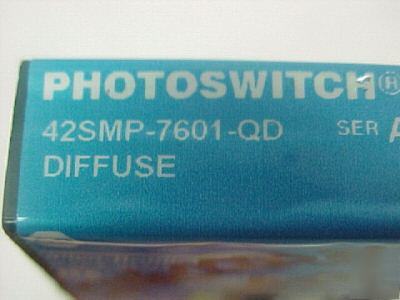 PHOTOSWITCH®
42SMP-7601-QD SER A
DIFFUSE